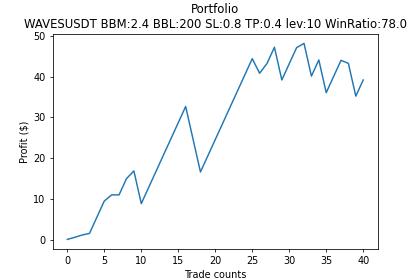 Portfolio
WAVESUSDT BBM:2.4 BBL:200 SL:0.8 TP:0.4 lev:10 WinRatio:78.0
50
40
30
20
10
0
Profit ($)
0 5 10 15 20 25 30 35 40
Trade counts